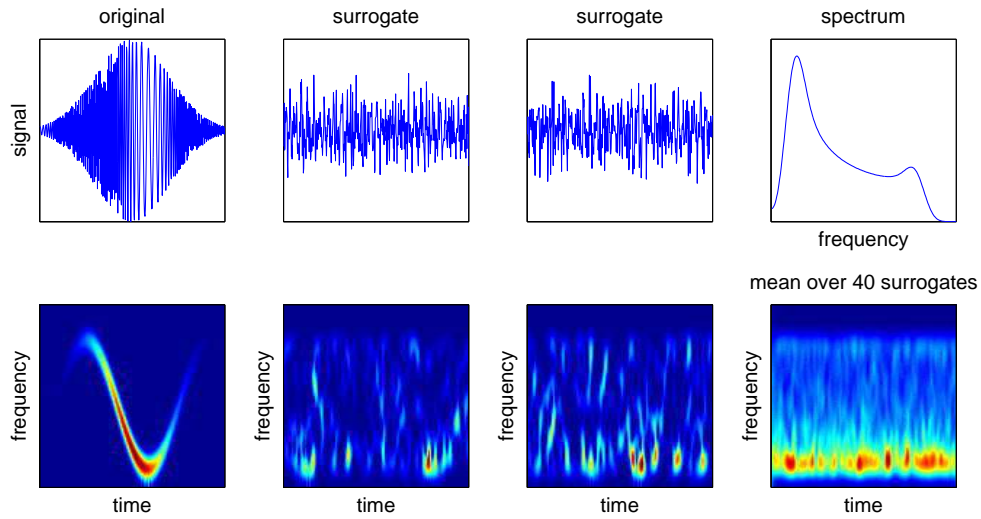 original
surrogate
surrogate
spectrum
signal
frequency
mean over 40 surrogates
frequency
frequency
frequency
frequency
time
time
time
time